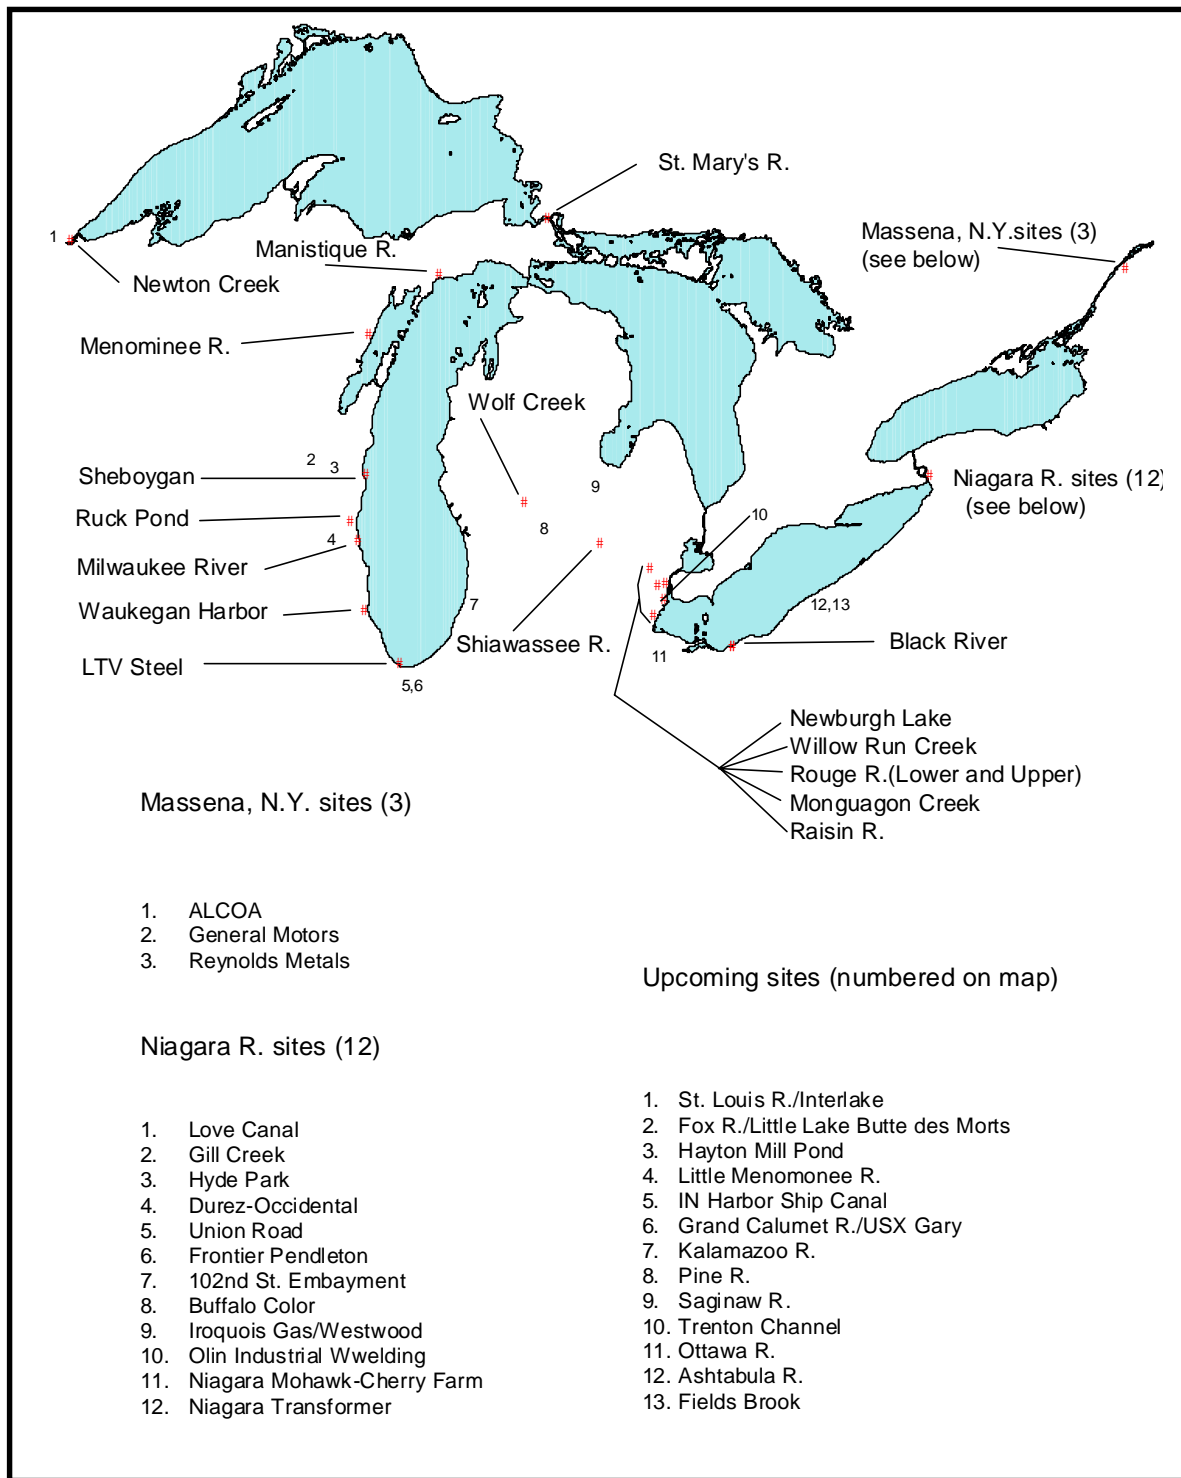 St. Mary's R.
Massena, N.Y.sites (3)
(see below)
1
Manistique R.
Newton Creek
Menominee R.
Wolf Creek
2
3
Sheboygan
9
Niagara R. sites (12)
(see below)
Ruck Pond
8
10
4
Milwaukee River
Waukegan Harbor
7
12,13
Shiawassee R.
11
Black River
LTV Steel
5,6
Newburgh Lake
Willow Run Creek
Rouge R.(Lower and Upper)
Monguagon Creek
Raisin R.
Massena, N.Y. sites (3)
1. ALCOA
2. General Motors
3. Reynolds Metals
Niagara R. sites (12)
1. Love Canal
2. Gill Creek
3. Hyde Park
4. Durez-Occidental
5. Union Road
6. Frontier Pendleton
7. 102nd St. Embayment
8. Buffalo Color
9. Iroquois Gas/Westwood
10. Olin Industrial Wwelding
11. Niagara Mohawk-Cherry Farm
12. Niagara Transformer
Upcoming sites (numbered on map)
1. St. Louis R./Interlake
2. Fox R./Little Lake Butte des Morts
3. Hayton Mill Pond
4. Little Menomonee R.
5. IN Harbor Ship Canal
6. Grand Calumet R./USX Gary
7. Kalamazoo R.
8. Pine R.
9. Saginaw R.
10. Trenton Channel
11. Ottawa R.
12. Ashtabula R.
13. Fields Brook